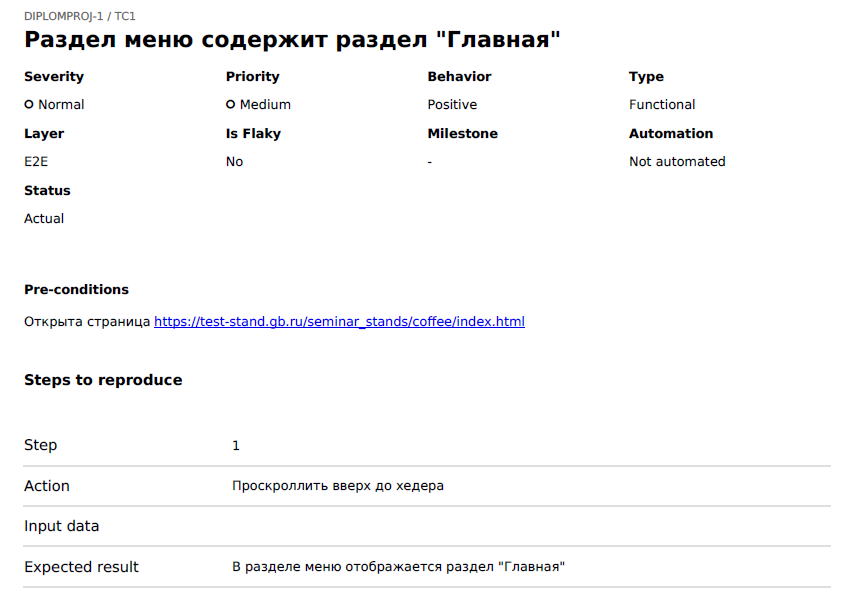 DIPLOMPROJ-1 / TC1
Раздел меню содержит раздел "Главная"
Severity Priority Behavior Type
Normal Medium Positive Functional
Layer Is Flaky Milestone Automation
E2E No - Not automated
Status
Actual
Pre-conditions
Открыта страница https://test-stand.gb.ru/seminar_stands/coffee/index.html
Steps to reproduce
Step 1
Action Проскроллить вверх до хедера
Input data
Expected result В разделе меню отображается раздел "Главная"